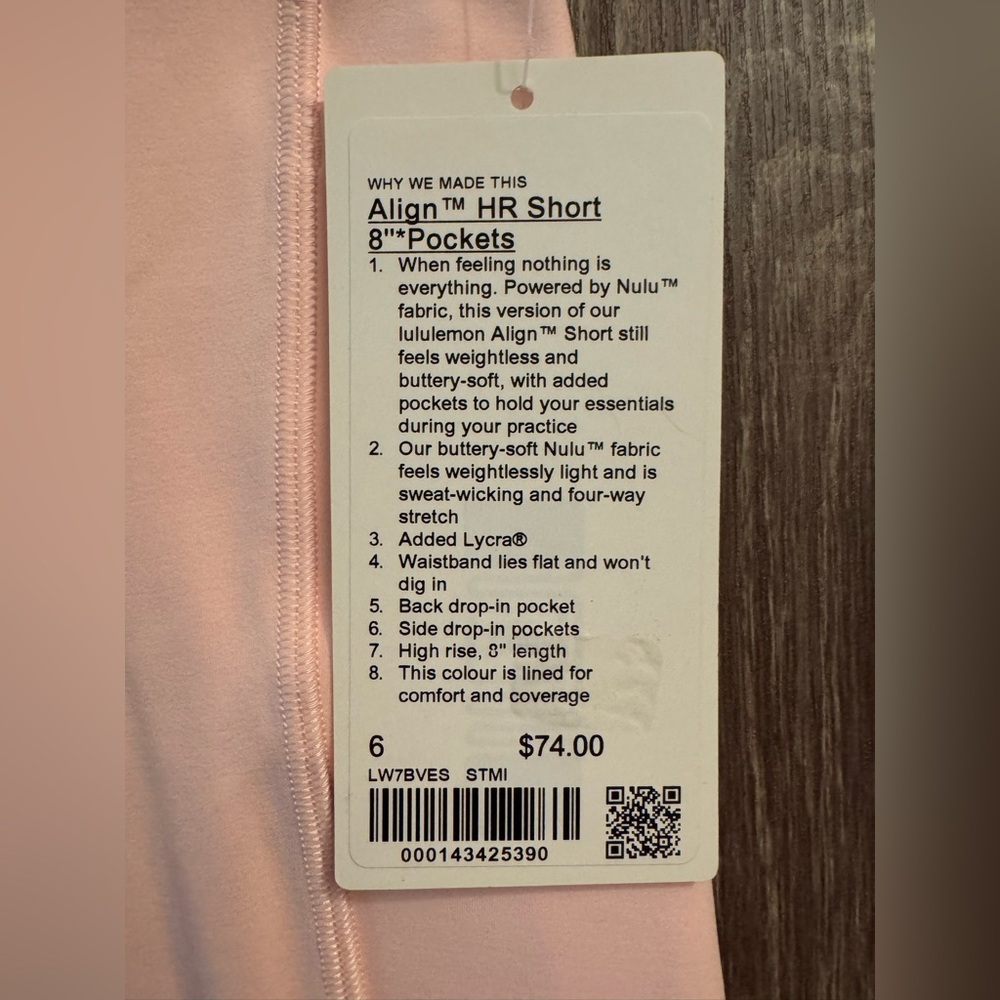 WHY WE MADE THIS
Align™ HR Short
8"*Pockets
1. When feeling nothing is
everything. Powered by Nulu™
fabric, this version of our
lululemon Align™ Short still
feels weightless and
buttery-soft, with added
pockets to hold your essentials
during your practice
2. Our buttery-soft Nulu™ fabric
feels weightlessly light and is
sweat-wicking and four-way
stretch
3. Added Lycra®
4. Waistband lies flat and won't
dig in
5. Back drop-in pocket
6. Side drop-in pockets
7. High rise, 8" length
8. This colour is lined for
comfort and coverage
6 $74.00
LW7BVES STMI
000143425390